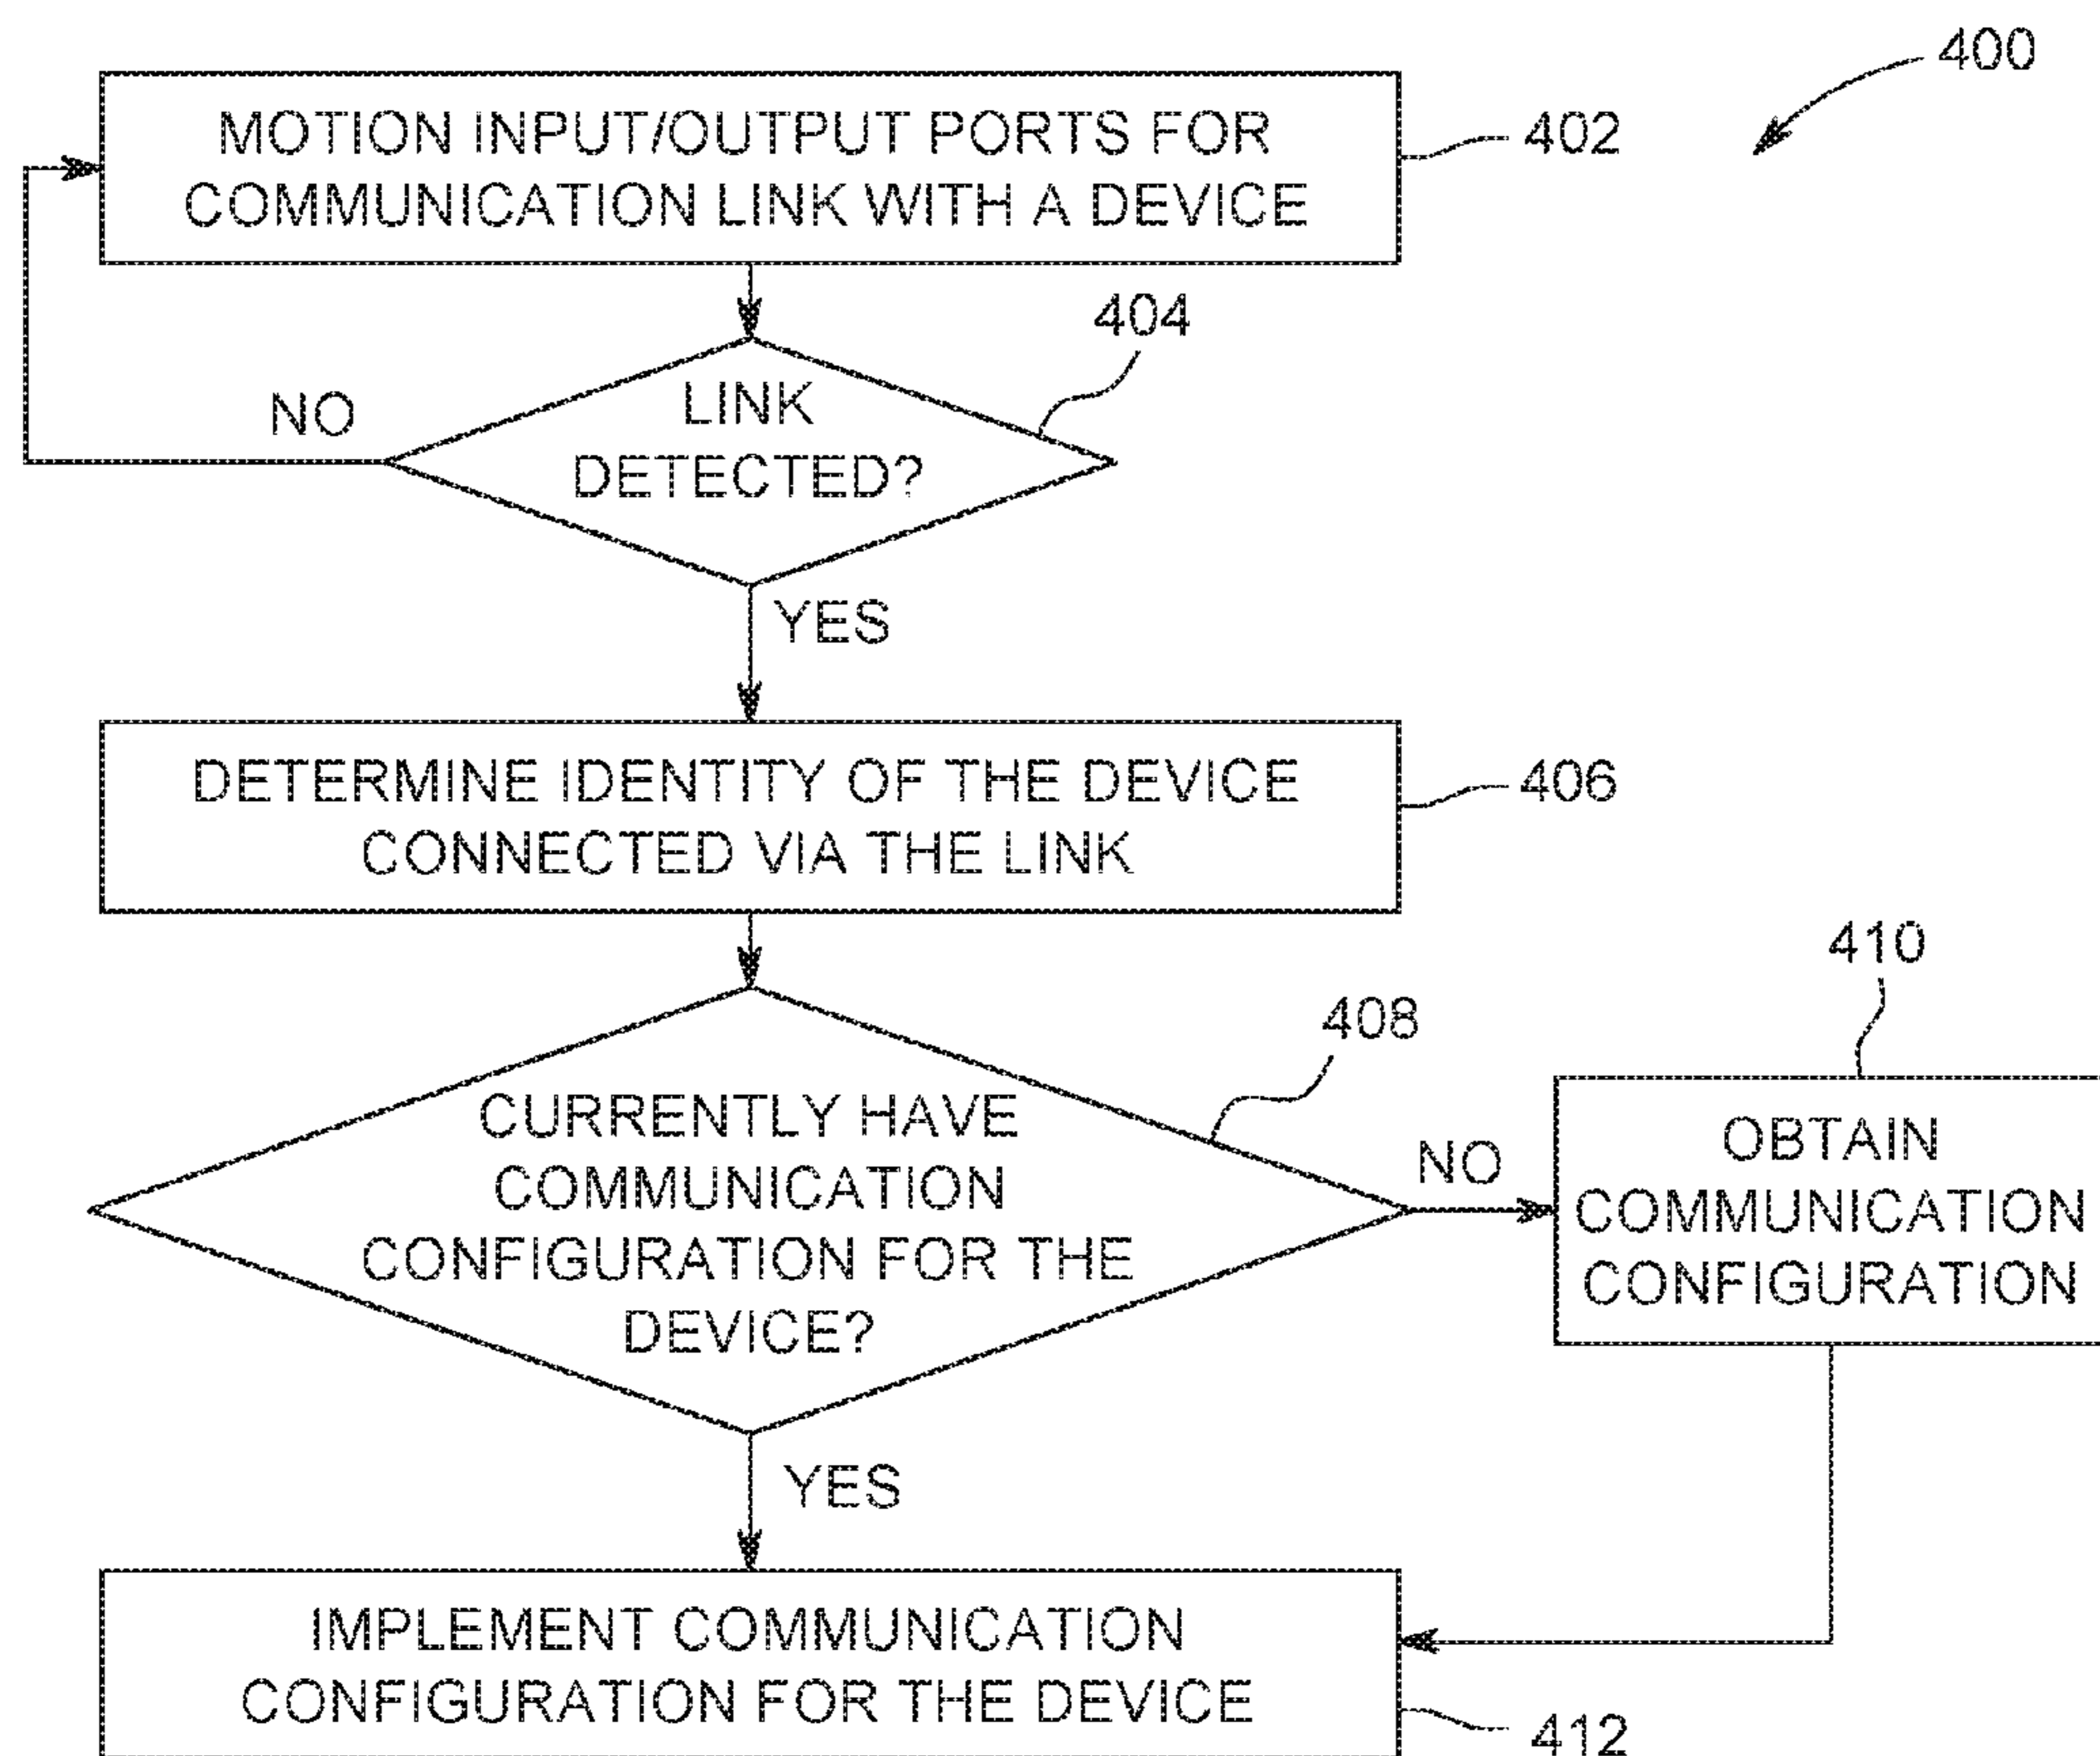 400
MOTION INPUT/OUTPUT PORTS FOR
COMMUNICATION LINK WITH A DEVICE
402
404
LINK
DETECTED?
NO
YES
DETERMINE IDENTITY OF THE DEVICE
CONNECTED VIA THE LINK
406
408
CURRENTLY HAVE
COMMUNICATION
CONFIGURATION FOR THE
DEVICE?
NO
410
OBTAIN
COMMUNICATION
CONFIGURATION
YES
IMPLEMENT COMMUNICATION
CONFIGURATION FOR THE DEVICE
412